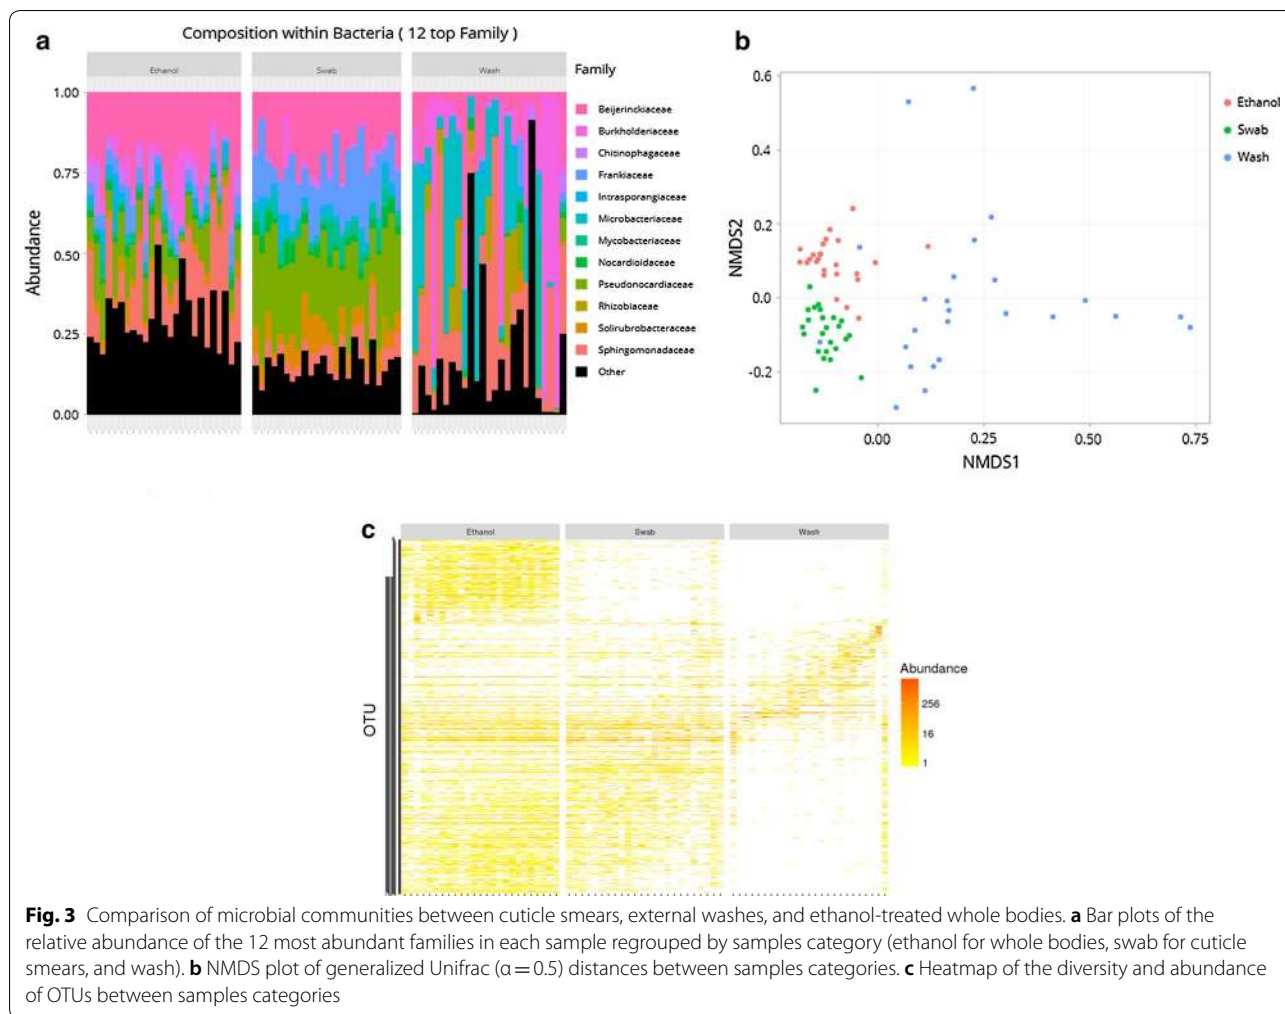 a
Composition within Bacteria ( 12 top Family )
Ethanol
Swab
Wash
Abundance
1.00
0.75
0.50
0.25
0.00
Family
Beijerinckiaceae
Burkholderiaceae
Chitinophagaceae
Frankiaceae
Intrasporangiaceae
Microbacteriaceae
Mycobacteriaceae
Nocardioidaceae
Pseudonocardiaceae
Rhizobiaceae
Solirubrobacteraceae
Sphingomonadaceae
Other
b
NMDS2
0.6
0.4
0.2
0.0
-0.2
0.00 0.25 0.50 0.75
NMDS1
Ethanol
Swab
Wash
c
Ethanol
Swab
Wash
OTU
Abundance
256
16
1
Fig. 3 Comparison of microbial communities between cuticle smears, external washes, and ethanol-treated whole bodies. a Bar plots of the
relative abundance of the 12 most abundant families in each sample regrouped by samples category (ethanol for whole bodies, swab for cuticle
smears, and wash). b NMDS plot of generalized Unifrac (α = 0.5) distances between samples categories. c Heatmap of the diversity and abundance
of OTUs between samples categories